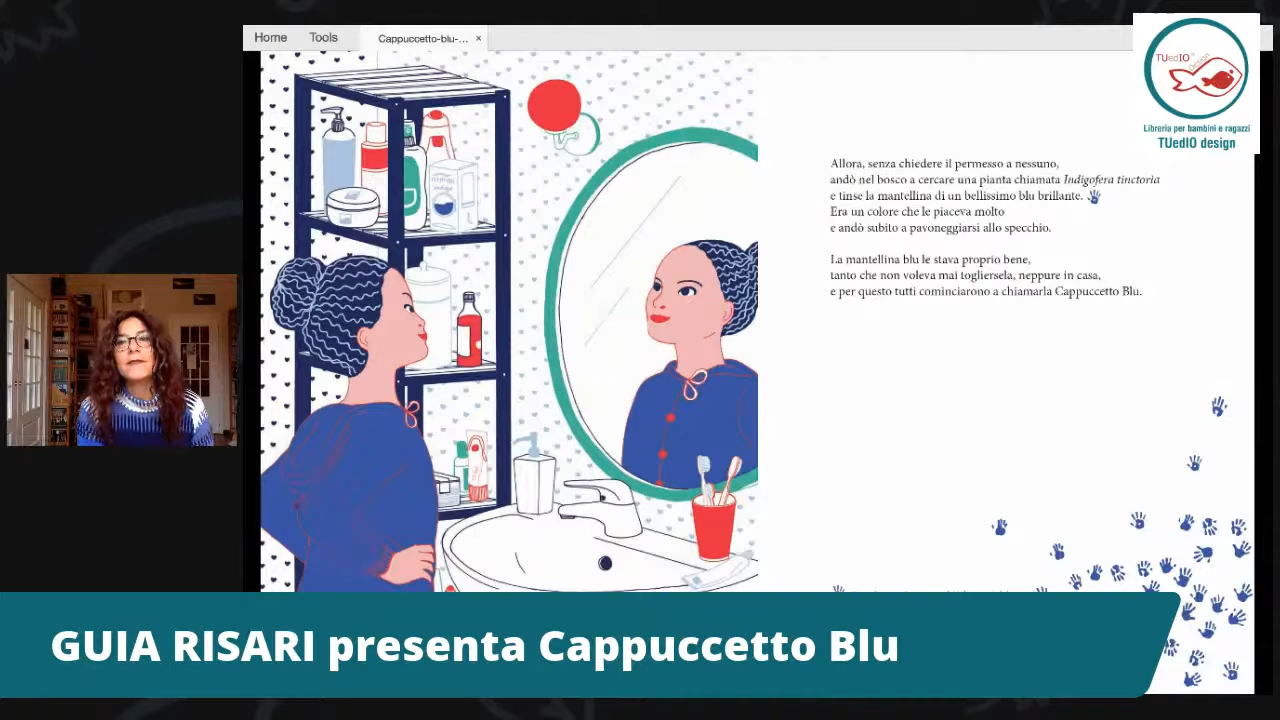 Home
Tools
Cappuccetto-blu-... ×
TUedIO
Design
Libreria per bambini e ragazzi
TUedIO design
Allora, senza chiedere il permesso a nessuno,
andò nel bosco a cercare una pianta chiamata Indigofera tinctoria
e tinse la mantellina di un bellissimo blu brillante.
Era un colore che le piaceva molto
e andò subito a pavoneggiarsi allo specchio.
La mantellina blu le stava proprio bene,
tanto che non voleva mai togliersela, neppure in casa,
e per questo tutti cominciarono a chiamarla Cappuccetto Blu.
GUIA RISARI presenta Cappuccetto Blu